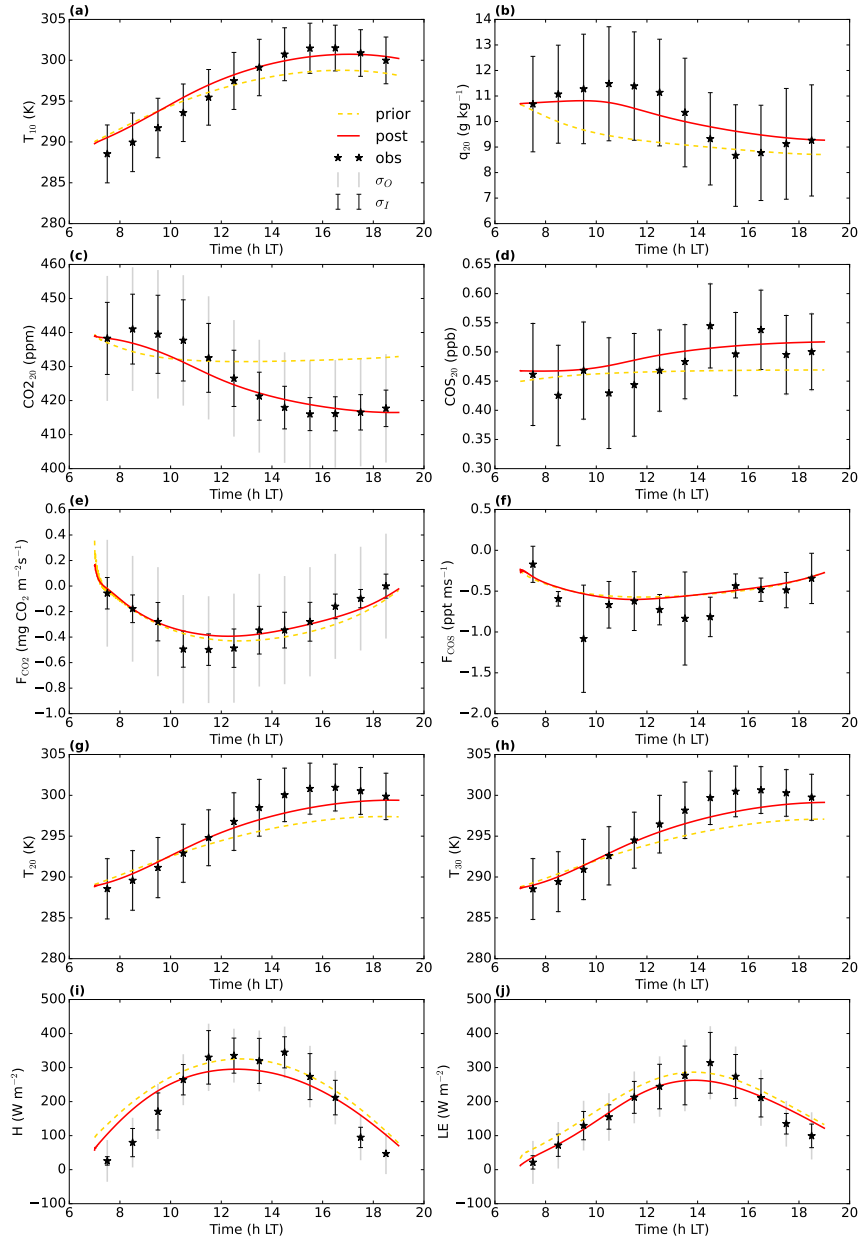 (a)
T10 (K)
305
300
295
290
285
280
6 8 10 12 14 16 18 20
Time (h LT)
prior
post
obs
σO
σI
(b)
q20 (g kg−1)
14
13
12
11
10
9
8
7
6
6 8 10 12 14 16 18 20
Time (h LT)
(c)
CO220 (ppm)
460
450
440
430
420
410
400
6 8 10 12 14 16 18 20
Time (h LT)
(d)
COS20 (ppb)
0.65
0.60
0.55
0.50
0.45
0.40
0.35
0.30
6 8 10 12 14 16 18 20
Time (h LT)
(e)
FCO2 (mg CO2 m−2s−1)
0.6
0.4
0.2
0.0
−0.2
−0.4
−0.6
−0.8
−1.0
6 8 10 12 14 16 18 20
Time (h LT)
(f)
FCOS (ppt ms−1)
0.5
0.0
−0.5
−1.0
−1.5
−2.0
6 8 10 12 14 16 18 20
Time (h LT)
(g)
T20 (K)
305
300
295
290
285
280
6 8 10 12 14 16 18 20
Time (h LT)
(h)
T30 (K)
305
300
295
290
285
280
6 8 10 12 14 16 18 20
Time (h LT)
(i)
H (W m−2)
500
400
300
200
100
0
−100
6 8 10 12 14 16 18 20
Time (h LT)
(j)
LE (W m−2)
500
400
300
200
100
0
−100
6 8 10 12 14 16 18 20
Time (h LT)